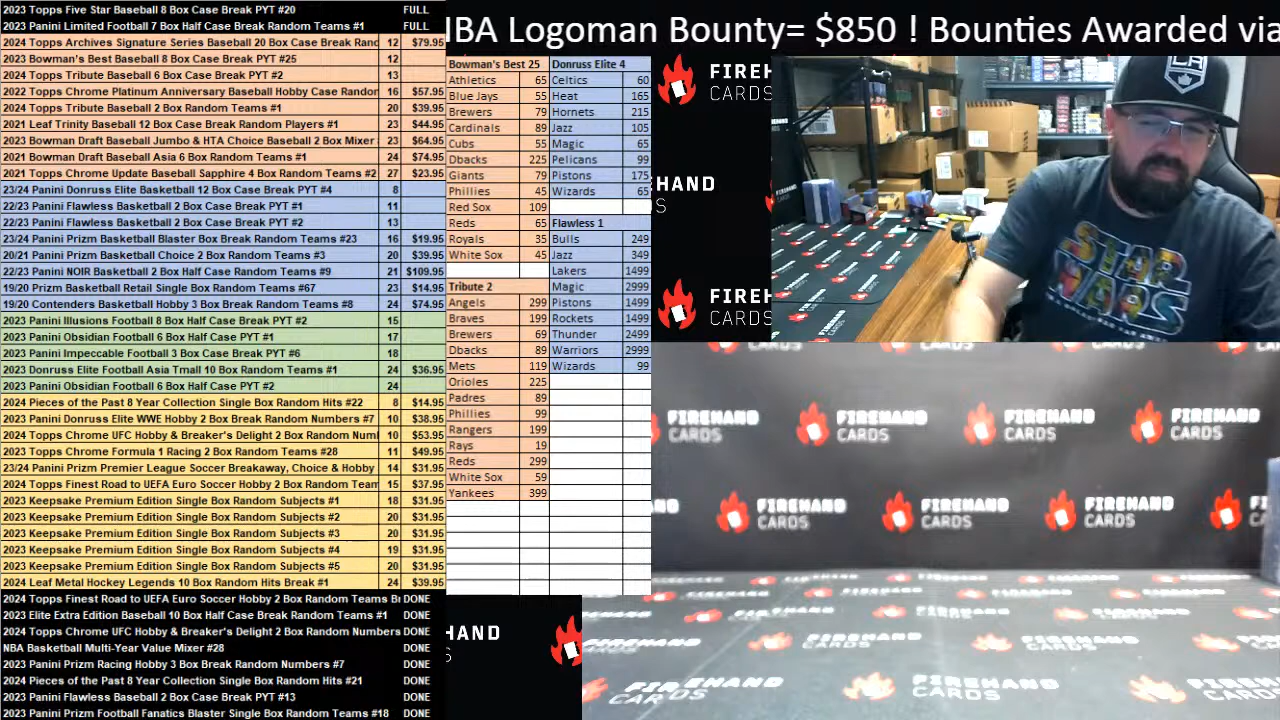 2023 Topps Five Star Baseball 8 Box Case Break PYT #20 FULL
2023 Panini Limited Football 7 Box Half Case Break Random Teams #1 FULL
2024 Topps Archives Signature Series Baseball 20 Box Case Break Rand 12 $79.95
2023 Bowman's Best Baseball 8 Box Case Break PYT #25 12
2024 Topps Tribute Baseball 6 Box Case Break PYT #2 13
2022 Topps Chrome Platinum Anniversary Baseball Hobby Case Randor 16 $57.95
2024 Topps Tribute Baseball 2 Box Random Teams #1 20 $39.95
2021 Leaf Trinity Baseball 12 Box Case Break Random Players #1 23 $44.95
2023 Bowman Draft Baseball Jumbo & HTA Choice Baseball 2 Box Mixer 23 $64.95
2021 Bowman Draft Baseball Asia 6 Box Random Teams #1 24 $74.95
2021 Topps Chrome Update Baseball Sapphire 4 Box Random Teams #2 27 $23.95
23/24 Panini Donruss Elite Basketball 12 Box Case Break PYT #4 8
22/23 Panini Flawless Basketball 2 Box Case Break PYT #1 11
22/23 Panini Flawless Basketball 2 Box Case Break PYT #2 13
23/24 Panini Prizm Basketball Blaster Box Break Random Teams #23 16 $19.95
20/21 Panini Prizm Basketball Choice 2 Box Random Teams #3 20 $39.95
22/23 Panini NOIR Basketball 2 Box Half Case Random Teams #9 21 $109.95
19/20 Prizm Basketball Retail Single Box Random Teams #67 23 $14.95
19/20 Contenders Basketball Hobby 3 Box Break Random Teams #8 24 $74.95
2023 Panini Illusions Football 8 Box Half Case Break PYT #2 15
2023 Panini Obsidian Football 6 Box Half Case PYT #1 17
2023 Panini Impeccable Football 3 Box Case Break PYT #6 18
2023 Donruss Elite Football Asia Tmall 10 Box Random Teams #1 24 $36.95
2023 Panini Obsidian Football 6 Box Half Case PYT #2 24
2024 Pieces of the Past 8 Year Collection Single Box Random Hits #22 8 $14.95
2023 Panini Donruss Elite WWE Hobby 2 Box Break Random Numbers #7 10 $38.95
2024 Topps Chrome UFC Hobby & Breaker's Delight 2 Box Random Numl 10 $53.95
2023 Topps Chrome Formula 1 Racing 2 Box Random Teams #28 11 $49.95
23/24 Panini Prizm Premier League Soccer Breakaway, Choice & Hobby 14 $31.95
2024 Topps Finest Road to UEFA Euro Soccer Hobby 2 Box Random Team 15 $37.95
2023 Keepsake Premium Edition Single Box Random Subjects #1 18 $31.95
2023 Keepsake Premium Edition Single Box Random Subjects #2 20 $31.95
2023 Keepsake Premium Edition Single Box Random Subjects #3 20 $31.95
2023 Keepsake Premium Edition Single Box Random Subjects #4 19 $31.95
2023 Keepsake Premium Edition Single Box Random Subjects #5 20 $31.95
2024 Leaf Metal Hockey Legends 10 Box Random Hits Break #1 24 $39.95
2024 Topps Finest Road to UEFA Euro Soccer Hobby 2 Box Random Teams Br DONE
2023 Elite Extra Edition Baseball 10 Box Half Case Break Random Teams #1 DONE
2024 Topps Chrome UFC Hobby & Breaker's Delight 2 Box Random Numbers DONE
NBA Basketball Multi-Year Value Mixer #28 DONE
2023 Panini Prizm Racing Hobby 3 Box Break Random Numbers #7 DONE
2024 Pieces of the Past 8 Year Collection Single Box Random Hits #21 DONE
2023 Panini Flawless Baseball 2 Box Case Break PYT #13 DONE
2023 Panini Prizm Football Fanatics Blaster Single Box Random Teams #18 DONE
IBA Logoman Bounty= $850 ! Bounties Awarded via
Bowman's Best 25
Athletics 65
Blue Jays 55
Brewers 79
Cardinals 89
Cubs 55
Dbacks 225
Giants 79
Phillies 45
Red Sox 109
Reds 65
Royals 35
White Sox 45
Tribute 2
Angels 299
Braves 199
Brewers 69
Dbacks 89
Mets 119
Orioles 225
Padres 89
Phillies 99
Rangers 199
Rays 19
Reds 299
White Sox 59
Yankees 399
Donruss Elite 4
Celtics 60
Heat 165
Hornets 215
Jazz 105
Magic 65
Pelicans 99
Pistons 175
Wizards 65
Flawless 1
Bulls 249
Jazz 349
Lakers 1499
Magic 2999
Pistons 1499
Rockets 1499
Thunder 2499
Warriors 2999
Wizards 99
FIREH
CARDS
HAND
S
FIREH
CARDS
HAND
S
LA
STAR
WARS
FIREHAND
CARDS
FIREHAND
CARDS
FIREHAND
CARDS
FIREHAND
CARDS
FIREHAND
CARDS
FIREHAND
CARDS
FIREHAND
CARDS
FIREHAND
CARDS